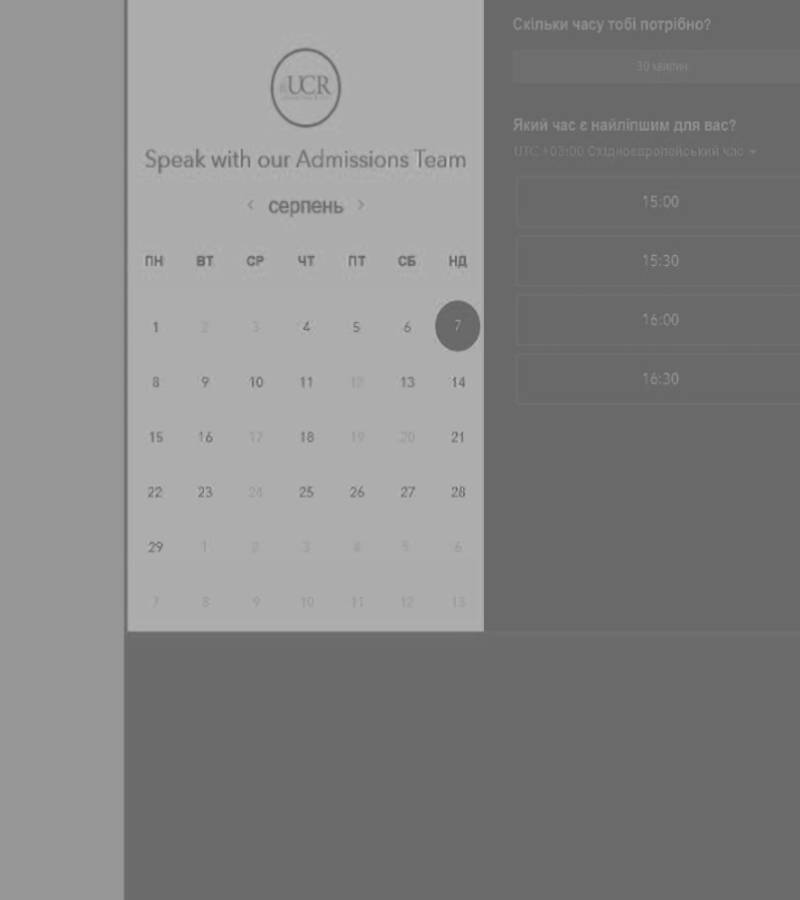 UCR
Speak with our Admissions Team
‹ серпень ›
ПН ВТ СР ЧТ ПТ СБ НД
1 2 3 4 5 6 7
8 9 10 11 12 13 14
15 16 17 18 19 20 21
22 23 24 25 26 27 28
29 1 2 3 4 5 6
7 8 9 10 11 12 13
Скільки часу тобі потрібно?
30 хвилин
Який час є найліпшим для вас?
UTC +03:00 Східноєвропейський час
15:00
15:30
16:00
16:30